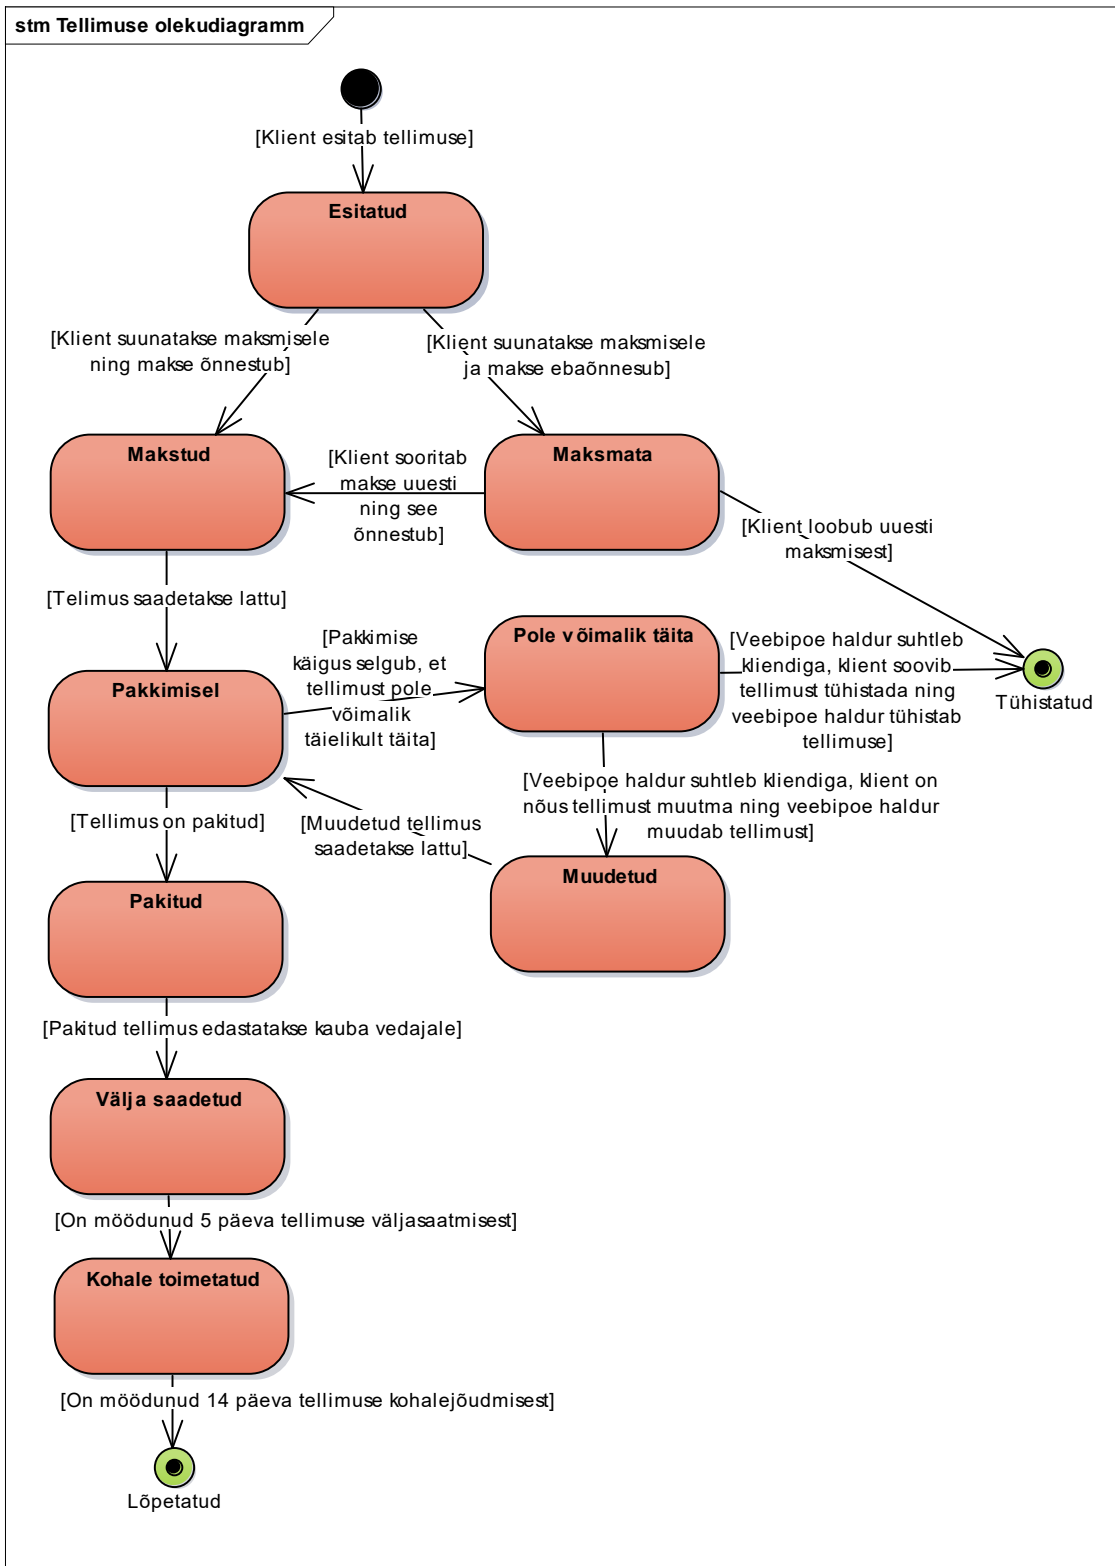 stm Tellimuse olekudiagramm
[Klient esitab tellimuse]
Esitatud
[Klient suunatakse maksmisele
ning makse õnnestub]
[Klient suunatakse maksmisele
ja makse ebaõnnesub]
Makstud
[Klient sooritab
makse uuesti
ning see
õnnestub]
Maksmata
[Klient loobub uuesti
maksmisest]
[Telimus saadetakse lattu]
[Pakkimise
käigus selgub, et
tellimust pole
võimalik
täielikult täita]
Pole võimalik täita
[Veebipoe haldur suhtleb
kliendiga, klient soovib
tellimust tühistada ning
veebipoe haldur tühistab
tellimuse]
Tühistatud
Pakkimisel
[Veebipoe haldur suhtleb kliendiga, klient on
nõus tellimust muutma ning veebipoe haldur
muudab tellimust]
[Tellimus on pakitud]
[Muudetud tellimus
saadetakse lattu]
Muudetud
Pakitud
[Pakitud tellimus edastatakse kauba vedajale]
Välja saadetud
[On möödunud 5 päeva tellimuse väljasaatmisest]
Kohale toimetatud
[On möödunud 14 päeva tellimuse kohalejõudmisest]
Lõpetatud